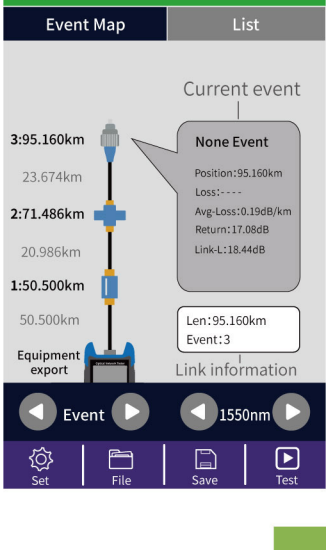 Event Map
List
Current event
3:95.160km
None Event
23.674km
Position:95.160km
Loss:----
2:71.486km
Avg-Loss:0.19dB/km
Return:17.08dB
Link-L:18.44dB
20.986km
1:50.500km
50.500km
Len:95.160km
Event:3
Equipment
export
Link information
Event
1550nm
Set
File
Save
Test